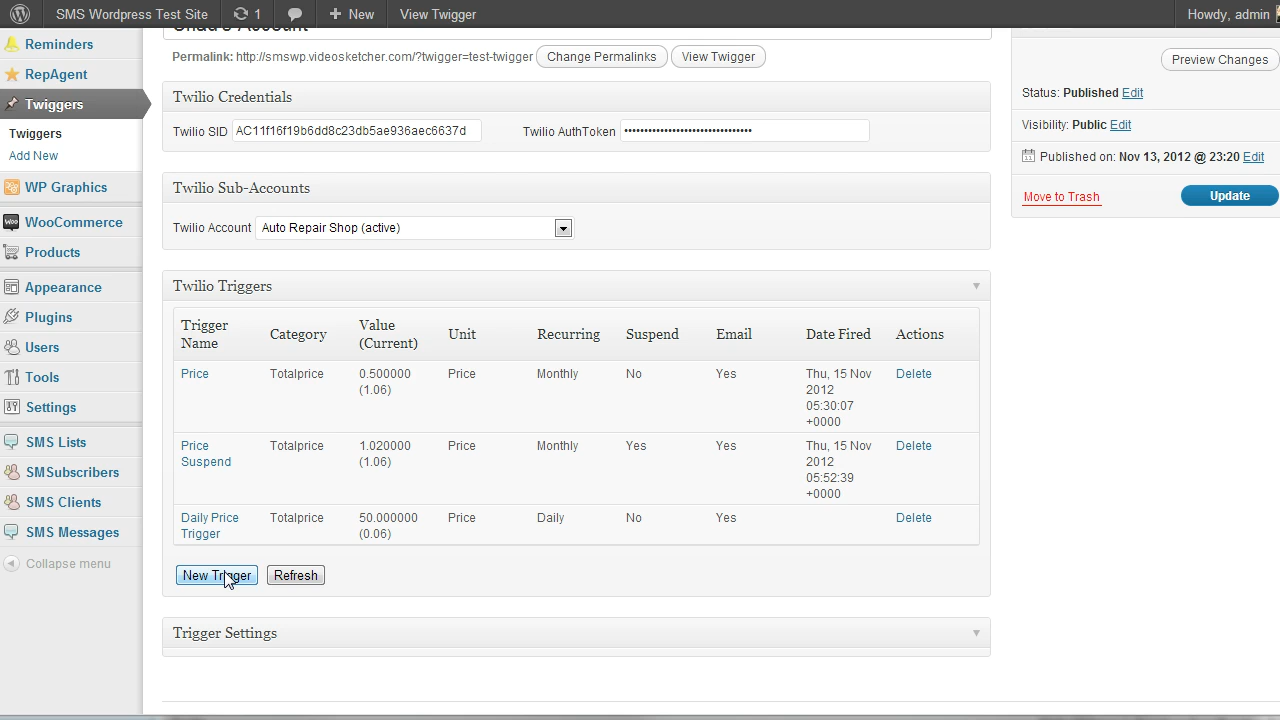 SMS Wordpress Test Site 1 New View Twigger Howdy, admin
Reminders
RepAgent
Twiggers
Twiggers
Add New
WP Graphics
WooCommerce
Products
Appearance
Plugins
Users
Tools
Settings
SMS Lists
SMSubscribers
SMS Clients
SMS Messages
Collapse menu
Permalink: http://smswp.videosketcher.com/?twigger=test-twigger Change Permalinks View Twigger
Twilio Credentials
Twilio SID AC11f16f19b6dd8c23db5ae936aec6637d Twilio AuthToken
Twilio Sub-Accounts
Twilio Account Auto Repair Shop (active)
Twilio Triggers
Trigger Name Category Value (Current) Unit Recurring Suspend Email Date Fired Actions
Price Totalprice 0.500000 (1.06) Price Monthly No Yes Thu, 15 Nov 2012 05:30:07 +0000 Delete
Price Suspend Totalprice 1.020000 (1.06) Price Monthly Yes Yes Thu, 15 Nov 2012 05:52:39 +0000 Delete
Daily Price Trigger Totalprice 50.000000 (0.06) Price Daily No Yes Delete
New Trigger Refresh
Trigger Settings
Preview Changes
Status: Published Edit
Visibility: Public Edit
Published on: Nov 13, 2012 @ 23:20 Edit
Move to Trash Update